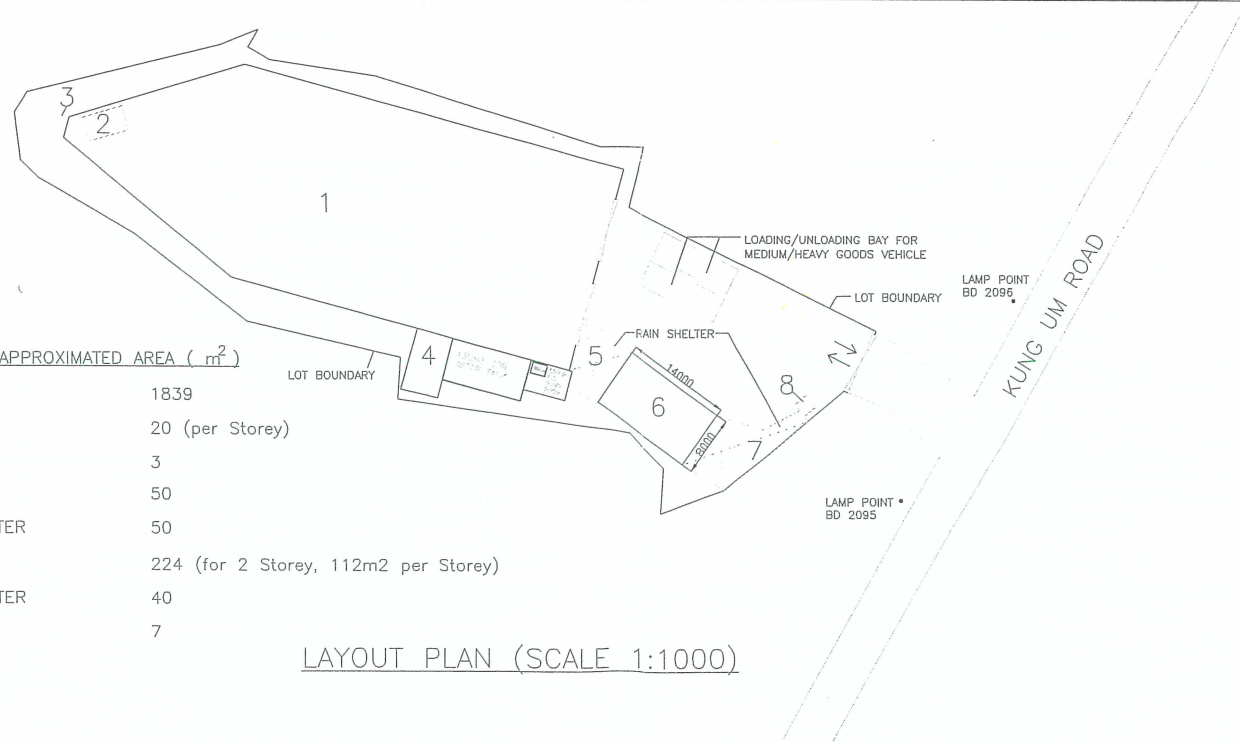 3
2
1
LOADING/UNLOADING BAY FOR
MEDIUM/HEAVY GOODS VEHICLE
LAMP POINT
BD 2096
LOT BOUNDARY
KUNG UM ROAD
RAIN SHELTER
4
5
14000
8
6
8000
7
LOT BOUNDARY
LAMP POINT
BD 2095
APPROXIMATED AREA ( m² )
1839
20 (per Storey)
3
50
TER 50
224 (for 2 Storey, 112m2 per Storey)
TER 40
7
LAYOUT PLAN (SCALE 1:1000)